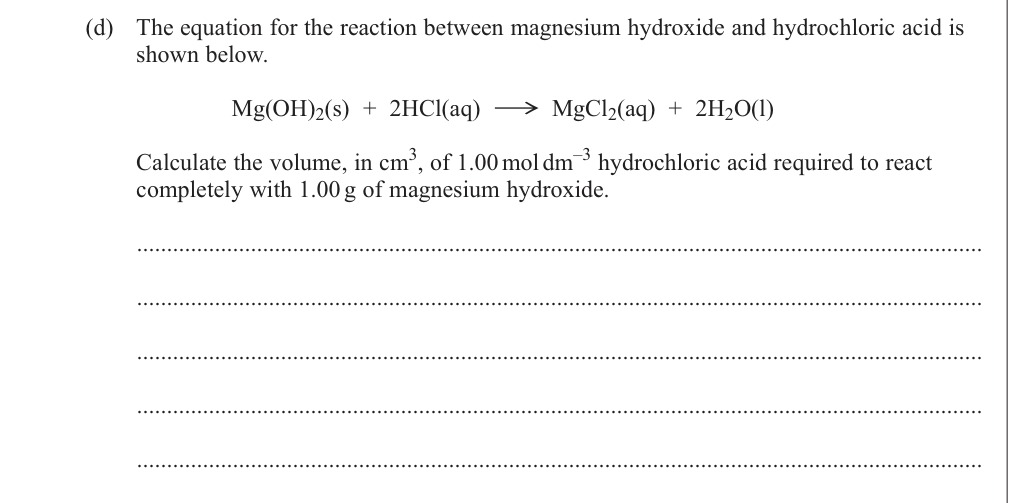 (d) The equation for the reaction between magnesium hydroxide and hydrochloric acid is
shown below.
Mg(OH)₂(s) + 2HCl(aq) ⟶ MgCl₂(aq) + 2H₂O(l)
Calculate the volume, in cm³, of 1.00 mol dm⁻³ hydrochloric acid required to react
completely with 1.00 g of magnesium hydroxide.